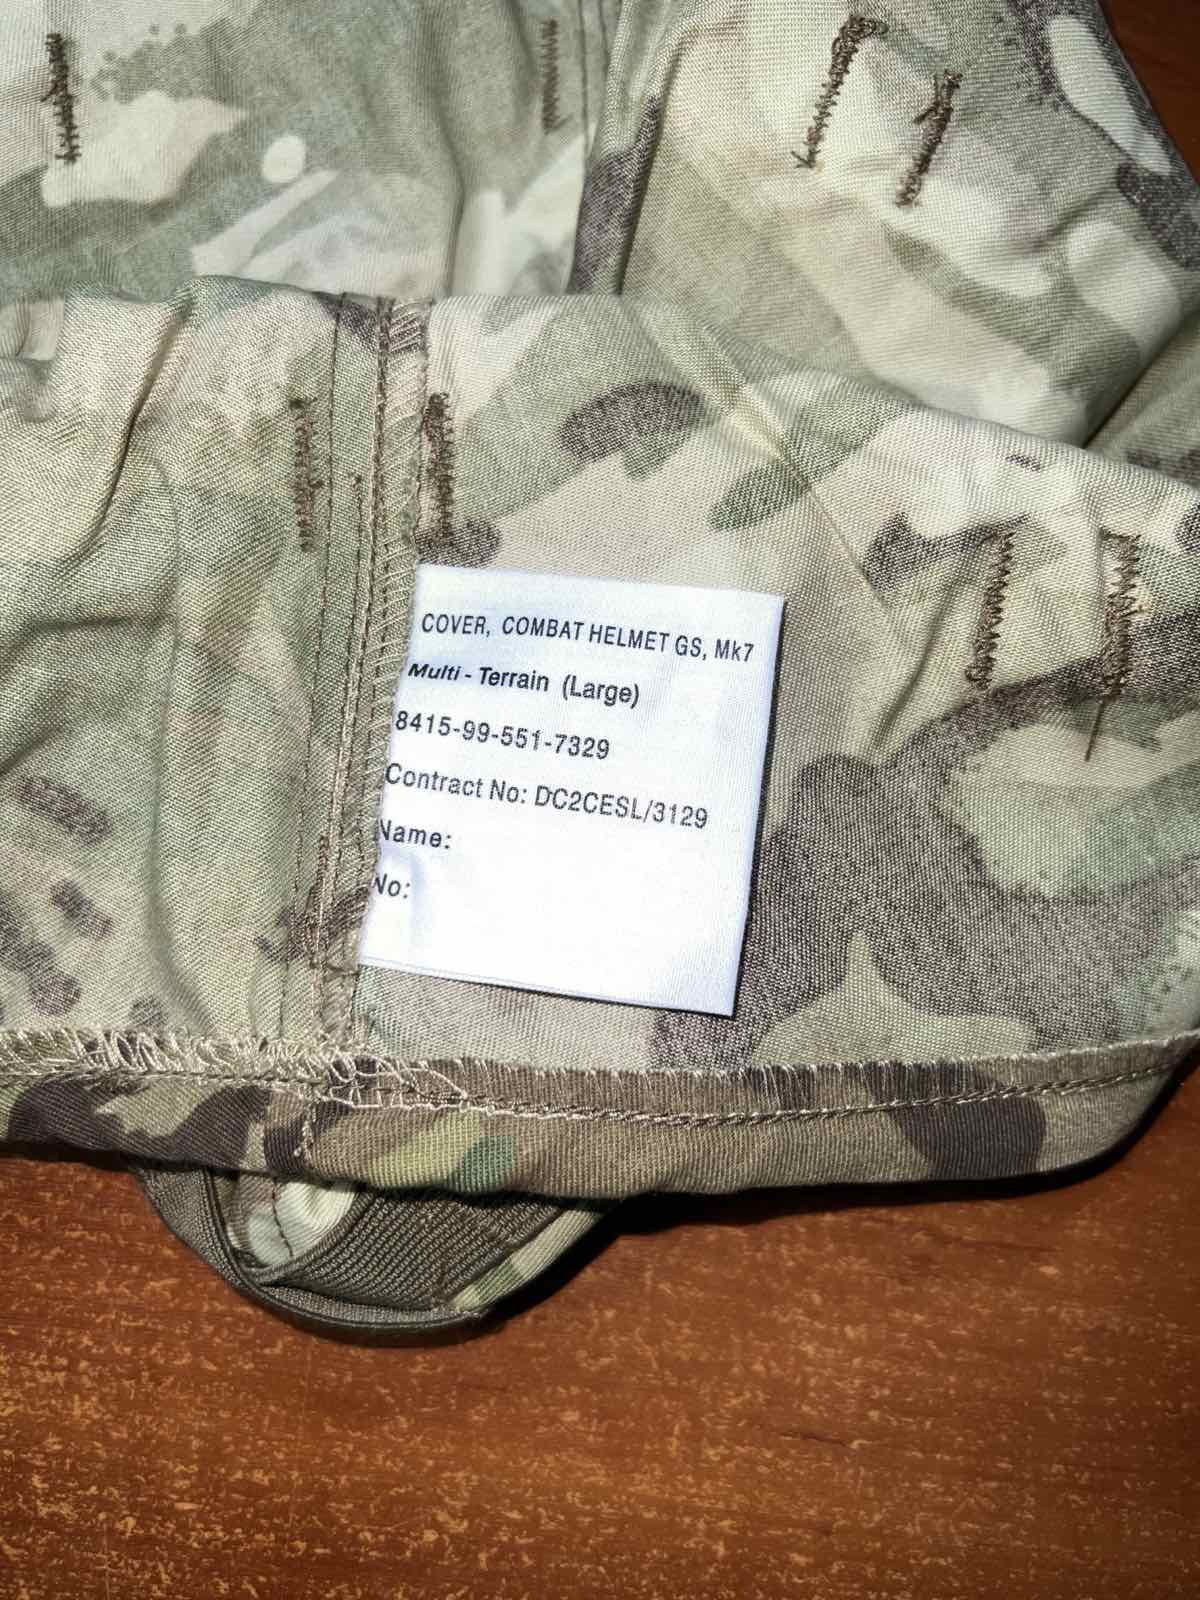 COVER, COMBAT HELMET GS, Mk7
Multi - Terrain (Large)
8415-99-551-7329
Contract No: DC2CESL/3129
Name:
No: